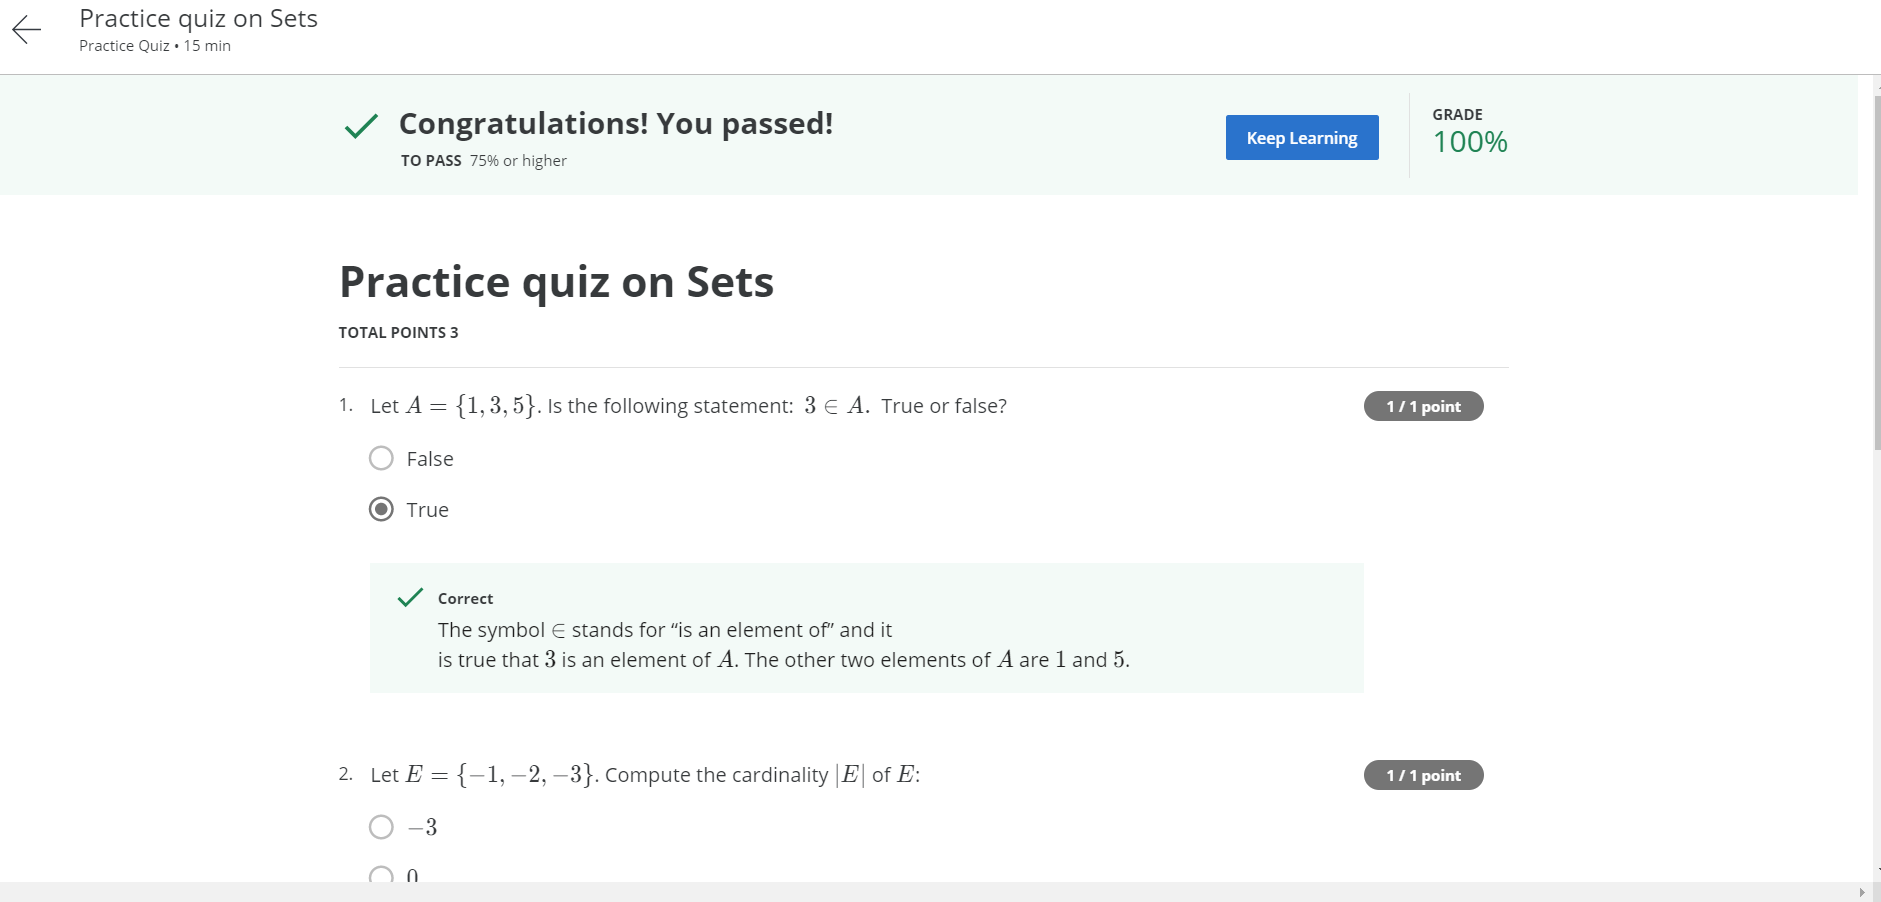 Practice quiz on Sets
Practice Quiz • 15 min
Congratulations! You passed!
TO PASS 75% or higher
Keep Learning
GRADE
100%
Practice quiz on Sets
TOTAL POINTS 3
1. Let A = {1, 3, 5}. Is the following statement: 3 ∈ A. True or false?
1 / 1 point
False
True
Correct
The symbol ∈ stands for “is an element of” and it
is true that 3 is an element of A. The other two elements of A are 1 and 5.
2. Let E = {−1, −2, −3}. Compute the cardinality |E| of E:
1 / 1 point
−3
0